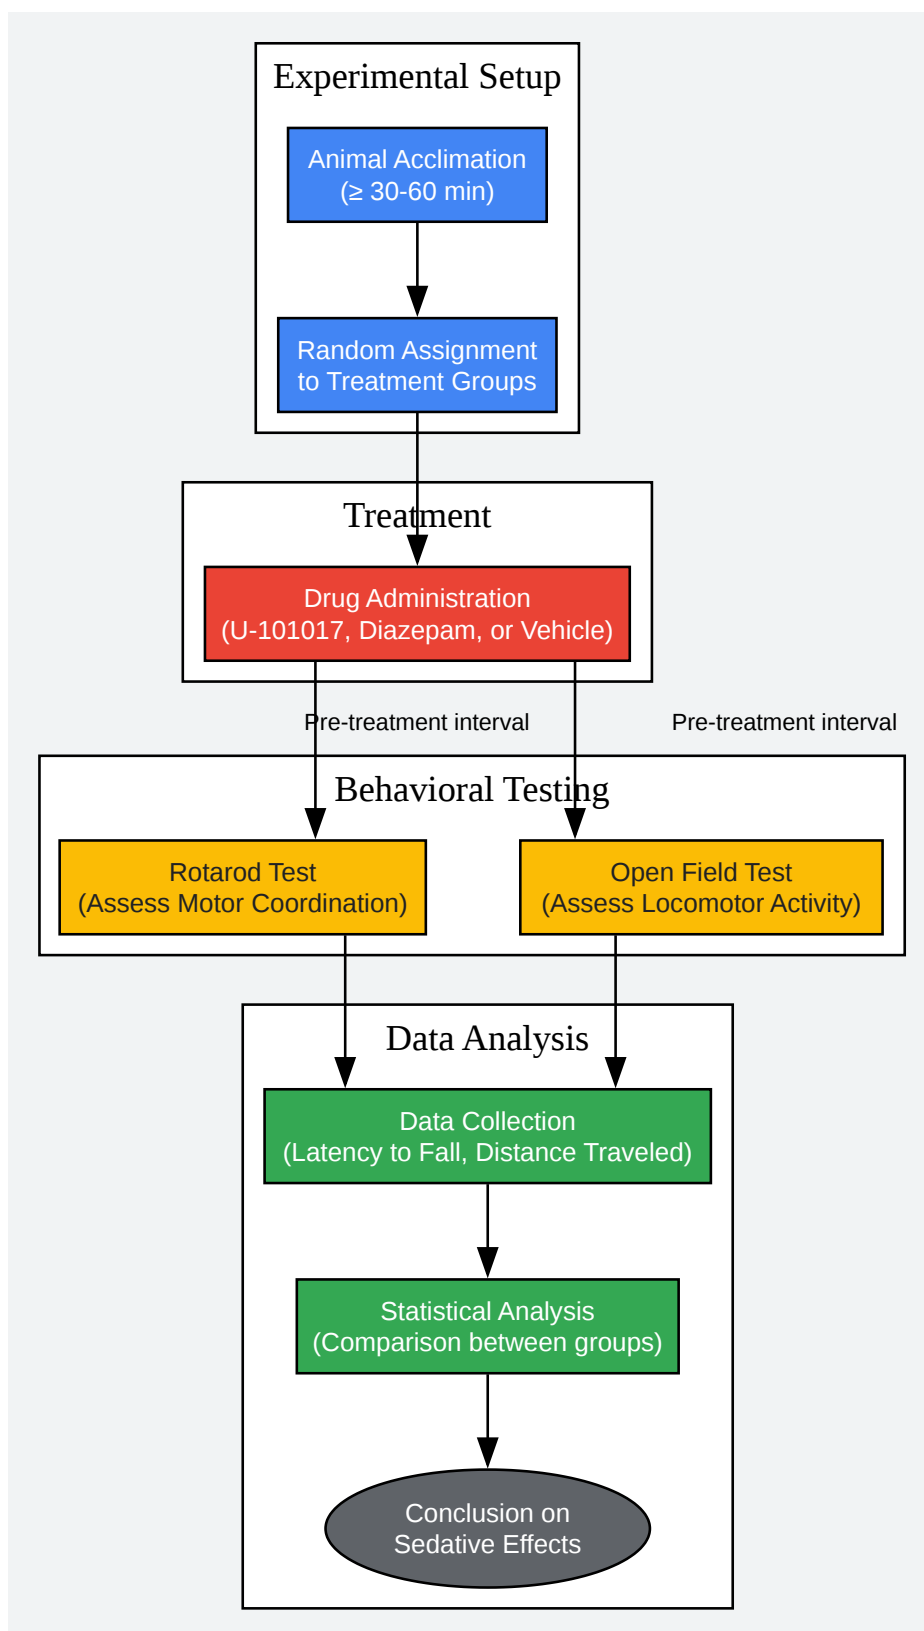 Experimental Setup
Animal Acclimation
(≥ 30-60 min)
Random Assignment
to Treatment Groups
Treatment
Drug Administration
(U-101017, Diazepam, or Vehicle)
Pre-treatment interval
Pre-treatment interval
Behavioral Testing
Rotarod Test
(Assess Motor Coordination)
Open Field Test
(Assess Locomotor Activity)
Data Analysis
Data Collection
(Latency to Fall, Distance Traveled)
Statistical Analysis
(Comparison between groups)
Conclusion on
Sedative Effects